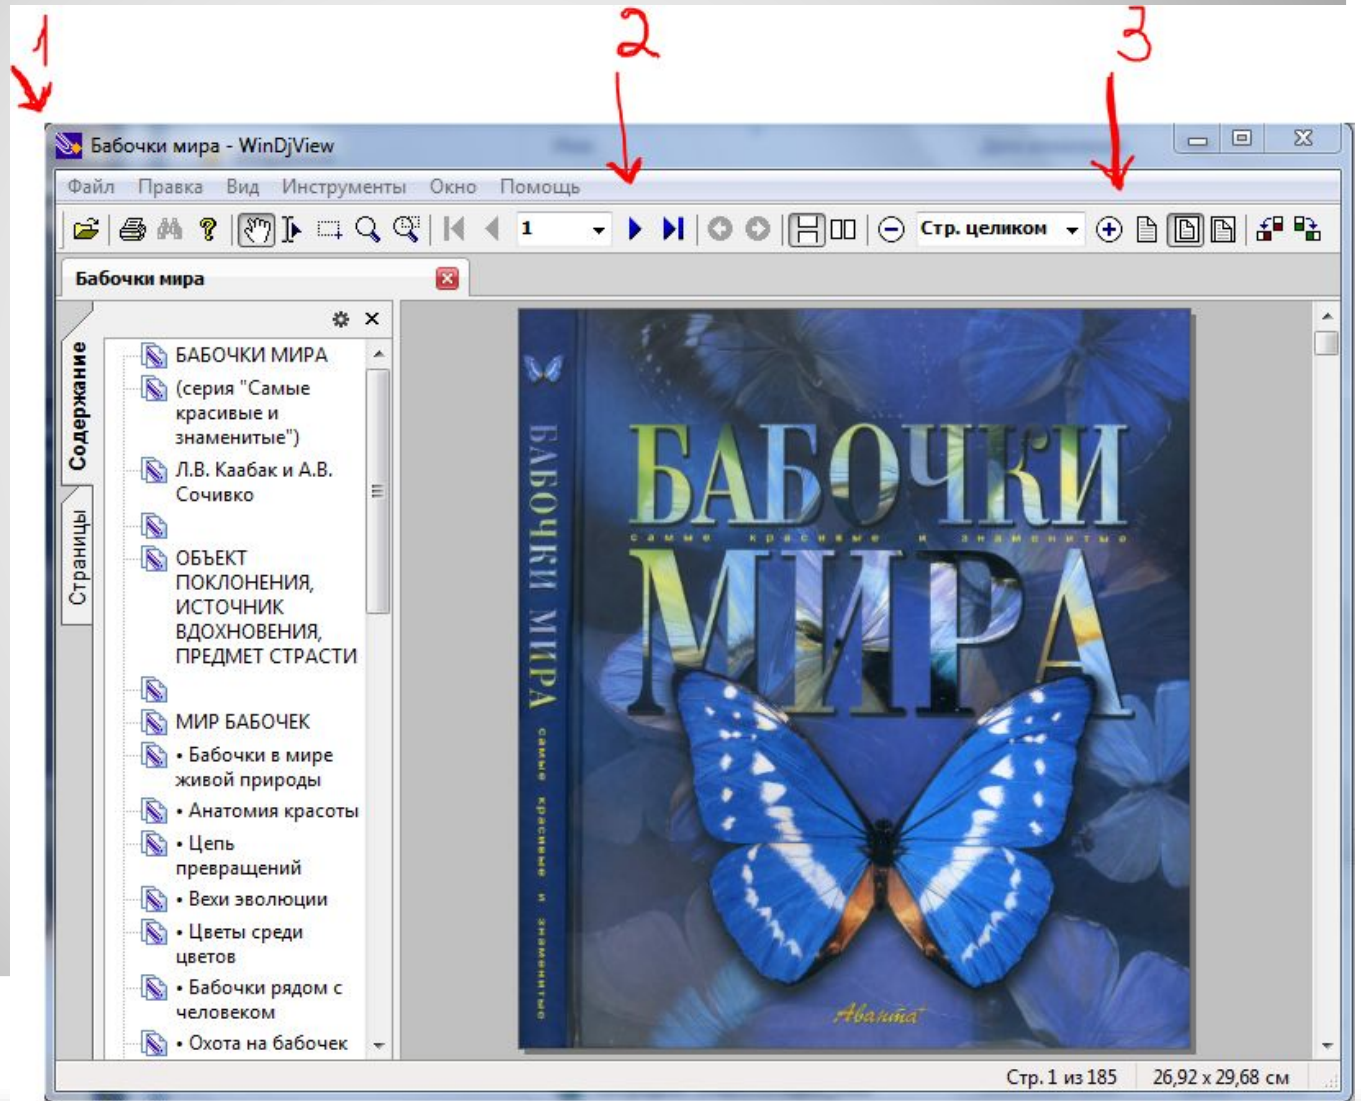 1 2 3
Бабочки мира - WinDjView
Файл Правка Вид Инструменты Окно Помощь
1 Стр. целиком
Бабочки мира
Содержание
Страницы
БАБОЧКИ МИРА
(серия "Самые
красивые и
знаменитые")
Л.В. Каабак и А.В.
Сочивко
ОБЪЕКТ
ПОКЛОНЕНИЯ,
ИСТОЧНИК
ВДОХНОВЕНИЯ,
ПРЕДМЕТ СТРАСТИ
МИР БАБОЧЕК
• Бабочки в мире
живой природы
• Анатомия красоты
• Цепь
превращений
• Вехи эволюции
• Цветы среди
цветов
• Бабочки рядом с
человеком
• Охота на бабочек
БАБОЧКИ МИРА самые красивые и знаменитые
БАБОЧКИ
самые красивые и знаменитые
МИРА
Аванта+
Стр. 1 из 185 26,92 x 29,68 см